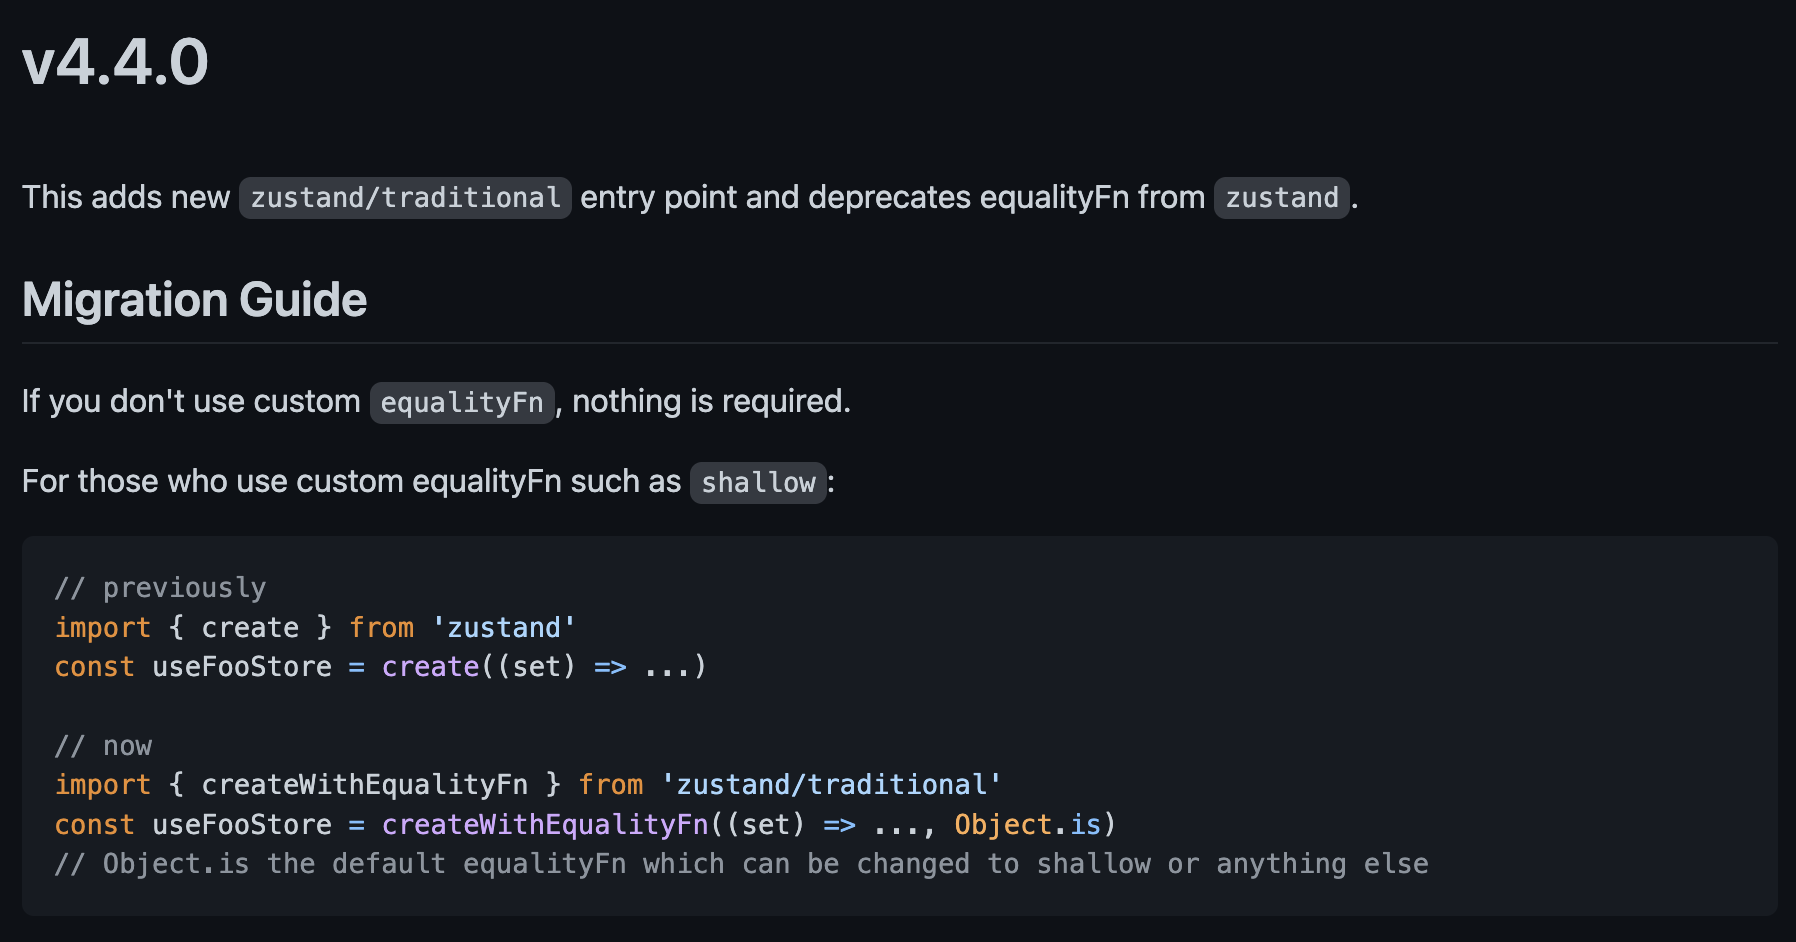 v4.4.0
This adds new zustand/traditional entry point and deprecates equalityFn from zustand.
Migration Guide
If you don't use custom equalityFn, nothing is required.
For those who use custom equalityFn such as shallow:
// previously
import { create } from 'zustand'
const useFooStore = create((set) => ...)
// now
import { createWithEqualityFn } from 'zustand/traditional'
const useFooStore = createWithEqualityFn((set) => ..., Object.is)
// Object.is the default equalityFn which can be changed to shallow or anything else